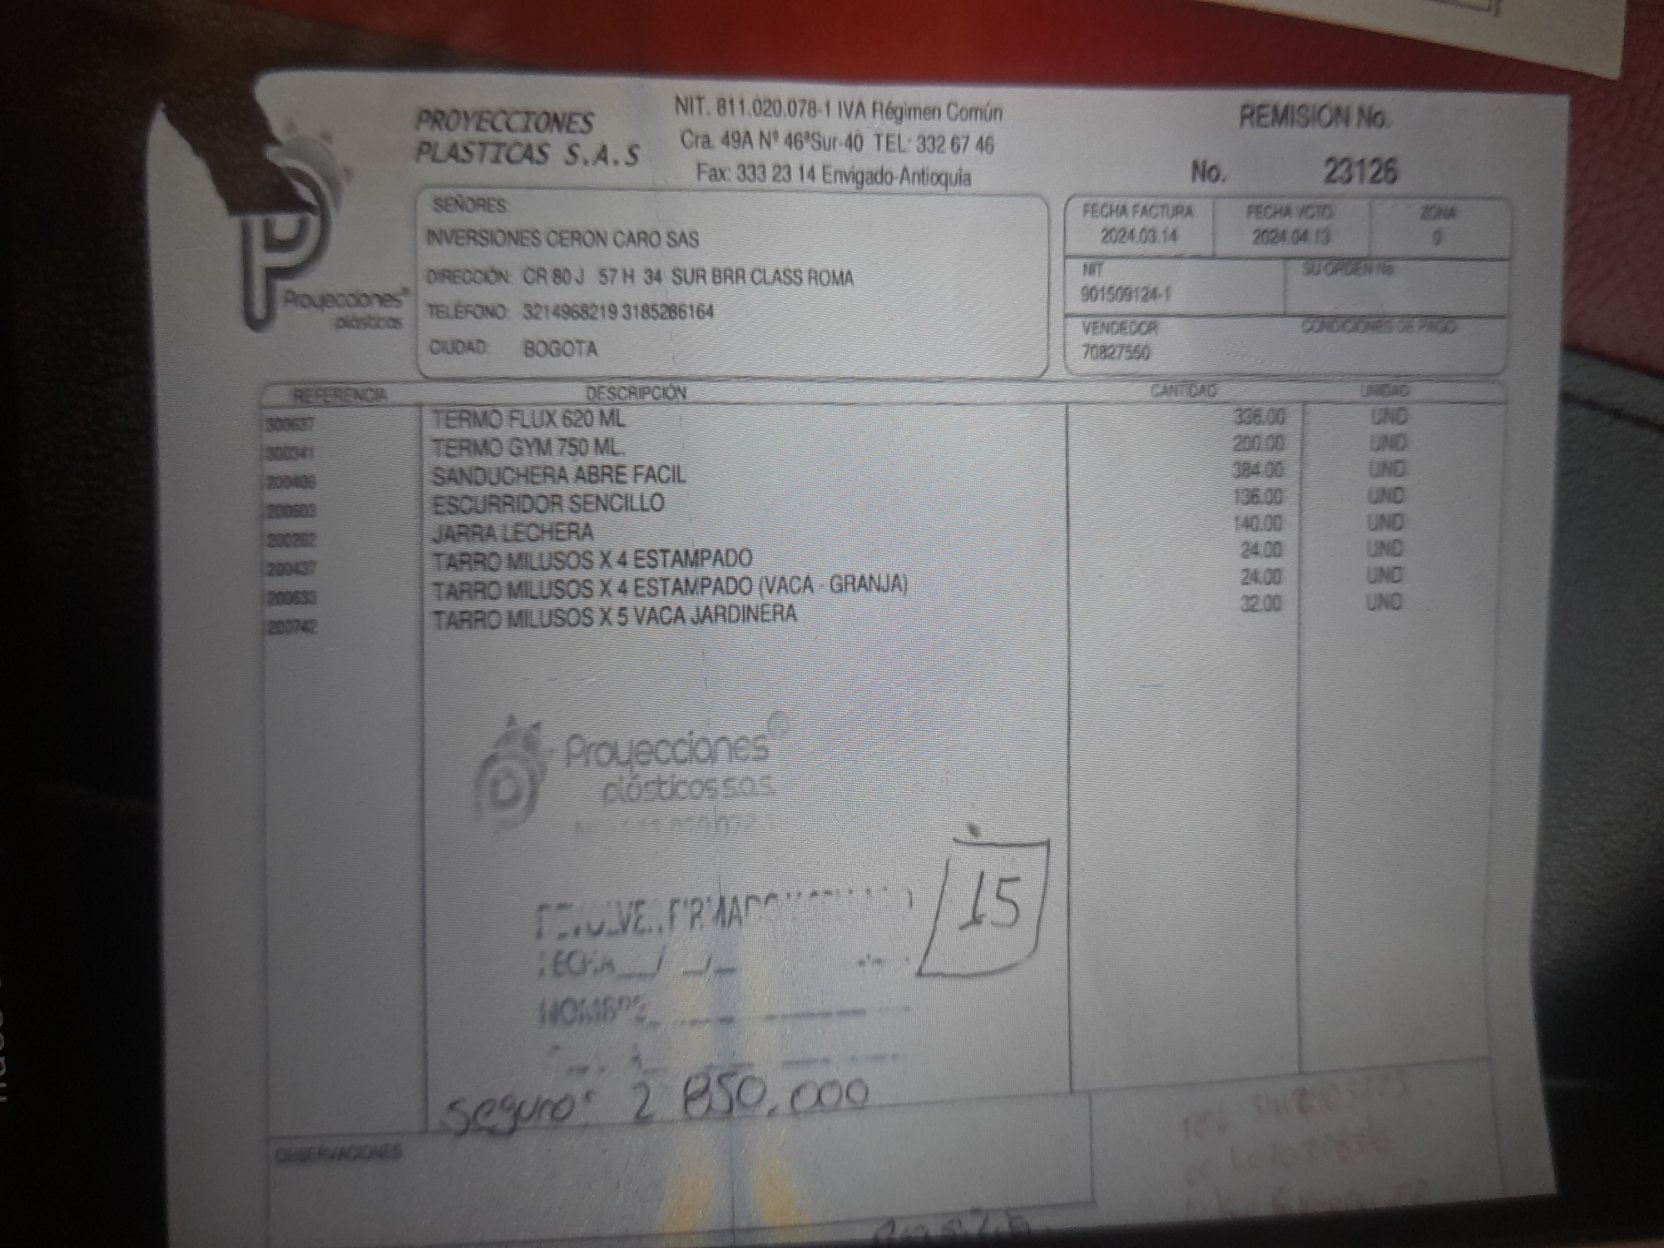 PROYECCIONES
PLASTICAS S.A.S
NIT. 811.020.078-1 IVA Régimen Común
Cra. 49A Nº 46ªSur-40 TEL: 332 67 46
Fax: 333 23 14 Envigado-Antioquia
REMISION No.
No. 23126
Proyecciones®
plásticas
SEÑORES:
INVERSIONES CERON CARO SAS
DIRECCIÓN: CR 80 J 57 H 34 SUR BRR CLASS ROMA
TELÉFONO: 3214968219 3185286164
CIUDAD: BOGOTA
FECHA FACTURA FECHA VCTO. ZONA
2024.03.14 2024.04.13
NIT SU ORDEN No
901509124-1
VENDEDOR CONDICIONES DE PAGO
70827550
REFERENCIA DESCRIPCIÓN CANTIDAD UNIDAD
300637 TERMO FLUX 620 ML 336.00 UND
300341 TERMO GYM 750 ML. 200.00 UND
200409 SANDUCHERA ABRE FACIL 384.00 UND
200603 ESCURRIDOR SENCILLO 136.00 UND
200262 JARRA LECHERA 140.00 UND
200437 TARRO MILUSOS X 4 ESTAMPADO 24.00 UND
200633 TARRO MILUSOS X 4 ESTAMPADO (VACA - GRANJA) 24.00 UND
200742 TARRO MILUSOS X 5 VACA JARDINERA 32.00 UND
Proyecciones®
plásticos s.a.s.
15
FECHA
NOMBRE
seguro: 2 850,000
OBSERVACIONES